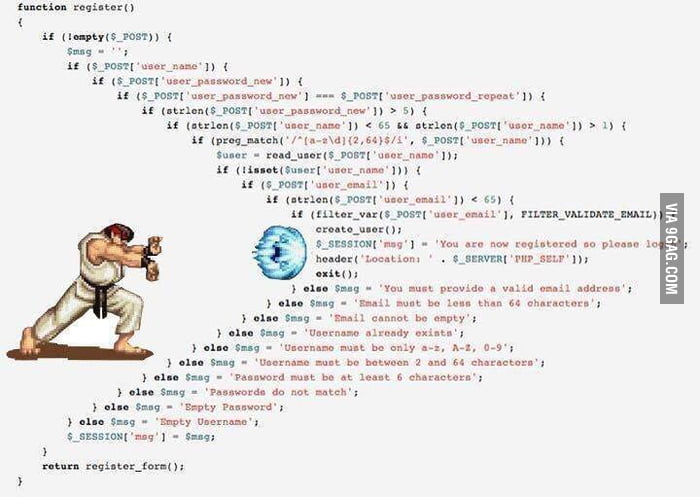 function register()
{
if (!empty($_POST)) {
$msg = '';
if ($_POST['user_name']) {
if ($_POST['user_password_new']) {
if ($_POST['user_password_new'] === $_POST['user_password_repeat']) {
if (strlen($_POST['user_password_new']) > 5) {
if (strlen($_POST['user_name']) < 65 && strlen($_POST['user_name']) > 1) {
if (preg_match('/^[a-z\d]{2,64}$/i', $_POST['user_name'])) {
$user = read_user($_POST['user_name']);
if (!isset($user['user_name'])) {
if ($_POST['user_email']) {
if (strlen($_POST['user_email']) < 65) {
if (filter_var($_POST['user_email'], FILTER_VALIDATE_EMAIL))
create_user();
$_SESSION['msg'] = 'You are now registered so please log
header('Location: ' . $_SERVER['PHP_SELF']);
exit();
} else $msg = 'You must provide a valid email address';
} else $msg = 'Email must be less than 64 characters';
} else $msg = 'Email cannot be empty';
} else $msg = 'Username already exists';
} else $msg = 'Username must be only a-z, A-Z, 0-9';
} else $msg = 'Username must be between 2 and 64 characters';
} else $msg = 'Password must be at least 6 characters';
} else $msg = 'Passwords do not match';
} else $msg = 'Empty Password';
} else $msg = 'Empty Username';
$_SESSION['msg'] = $msg;
}
return register_form();
}
VIA 9GAG.COM